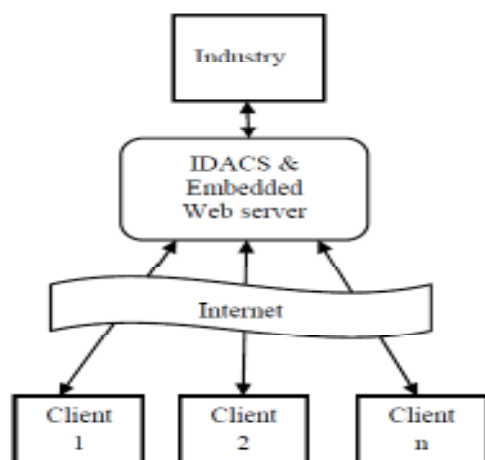 Industry
IDACS &
Embedded
Web server
Internet
Client
1
Client
2
Client
n